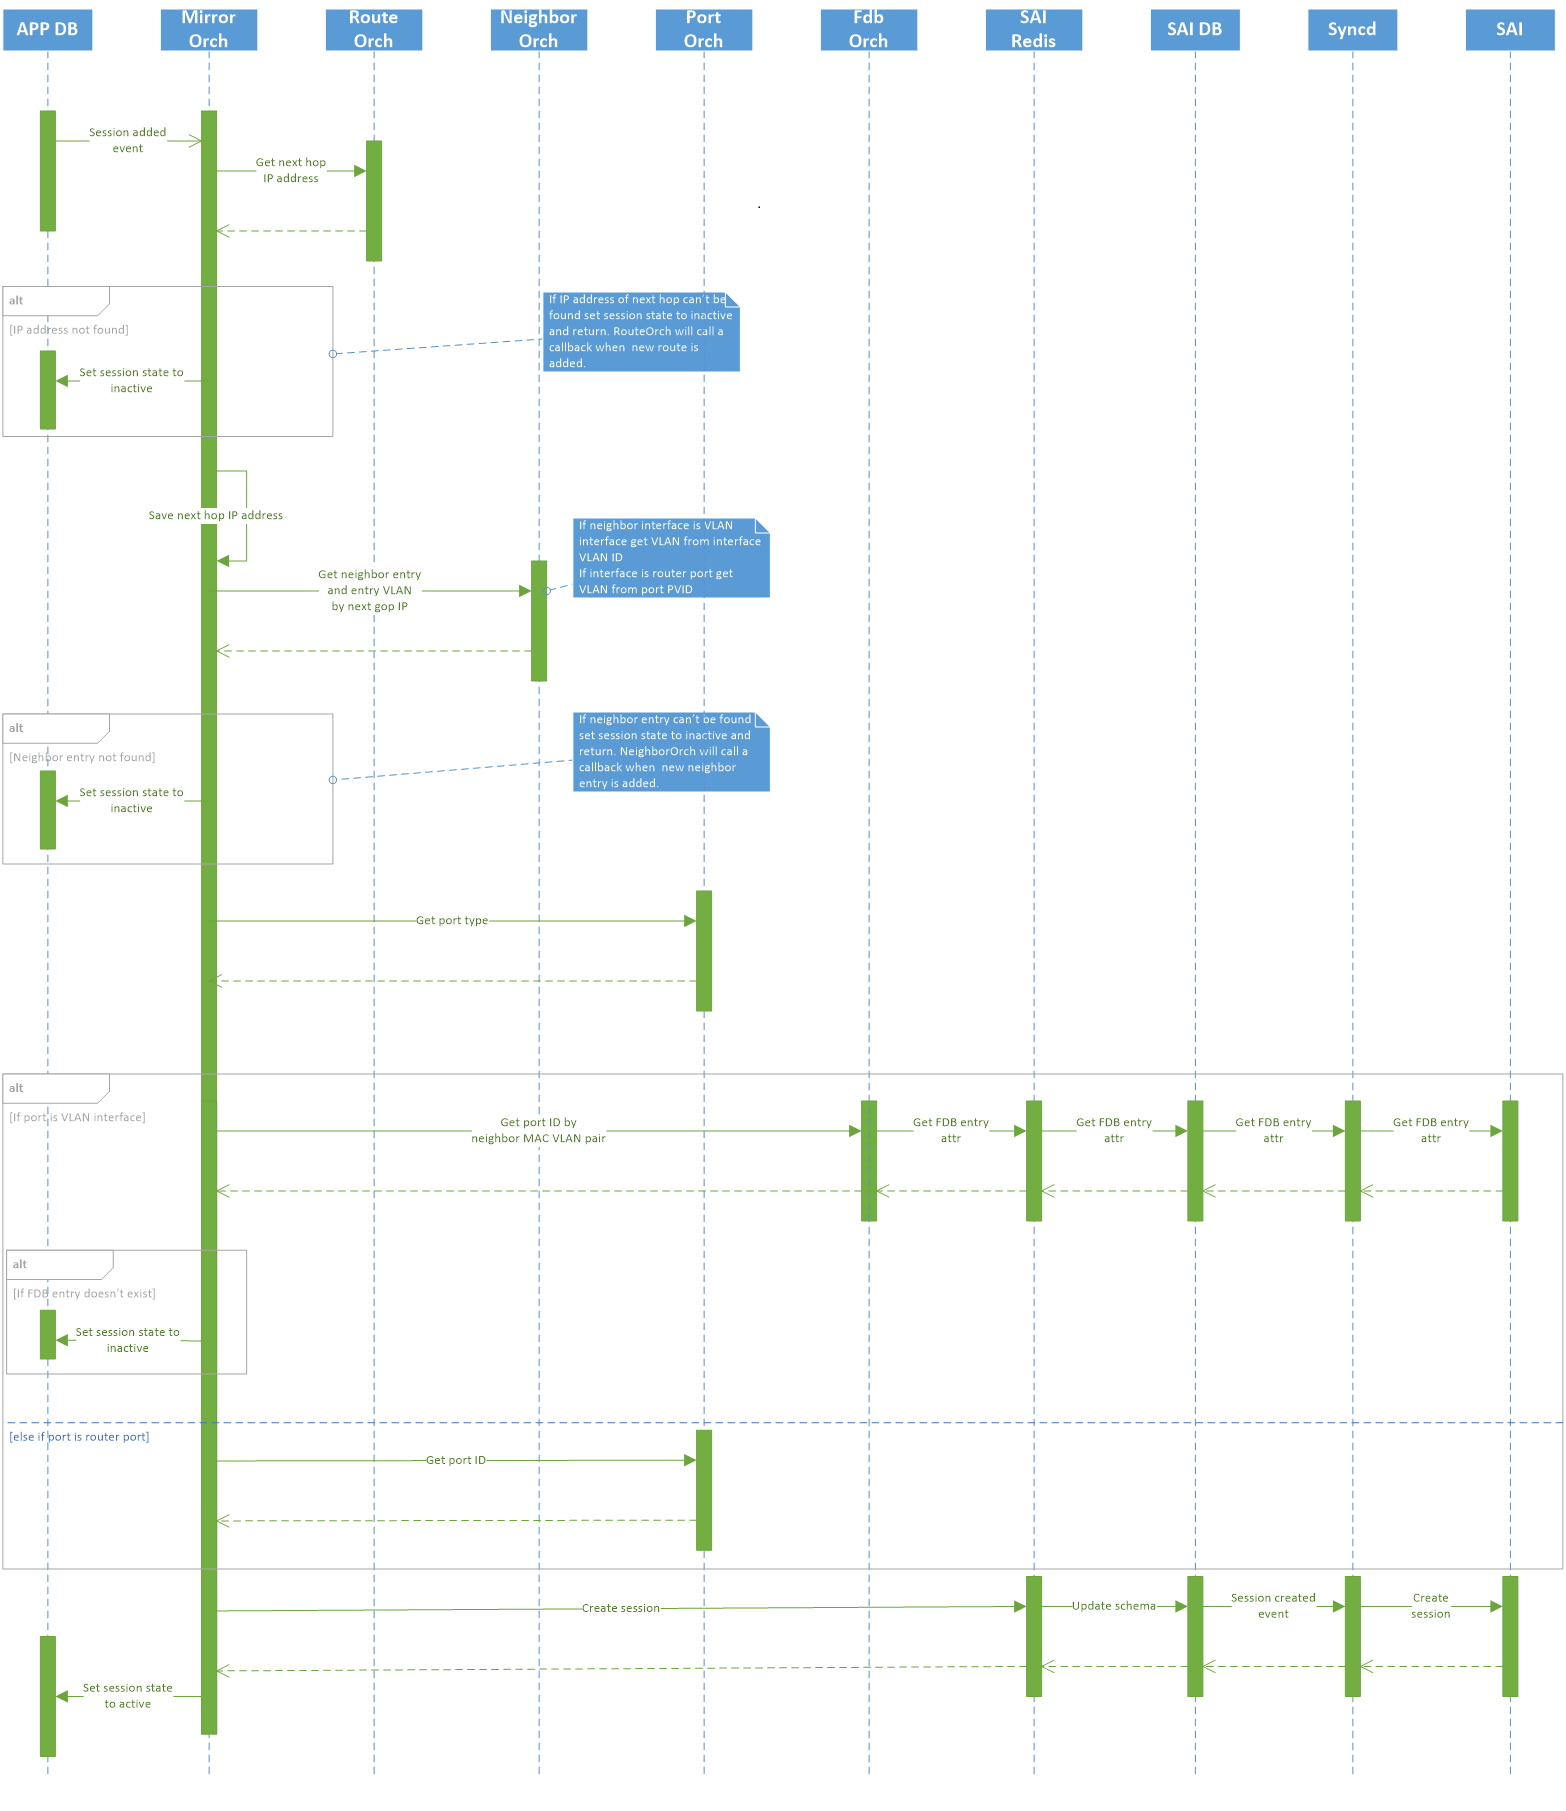 APP DB
Mirror
Orch
Route
Orch
Neighbor
Orch
Port
Orch
Fdb
Orch
SAI
Redis
SAI DB
Syncd
SAI
Session added
event
Get next hop
IP address
alt
[IP address not found]
If IP address of next hop can't be
found set session state to inactive
and return. RouteOrch will call a
callback when  new route is
added.
Set session state to
inactive
Save next hop IP address
If neighbor interface is VLAN
interface get VLAN from interface
VLAN ID
If interface is router port get
VLAN from port PVID
Get neighbor entry
and entry VLAN
by next gop IP
alt
[Neighbor entry not found]
If neighbor entry can't be found
set session state to inactive and
return. NeighborOrch will call a
callback when  new neighbor
entry is added.
Set session state to
inactive
Get port type
alt
[If port is VLAN interface]
Get port ID by
neighbor MAC VLAN pair
Get FDB entry
attr
Get FDB entry
attr
Get FDB entry
attr
Get FDB entry
attr
alt
[If FDB entry doesn't exist]
Set session state to
inactive
[else if port is router port]
Get port ID
Create session
Update schema
Session created
event
Create
session
Set session state
to active